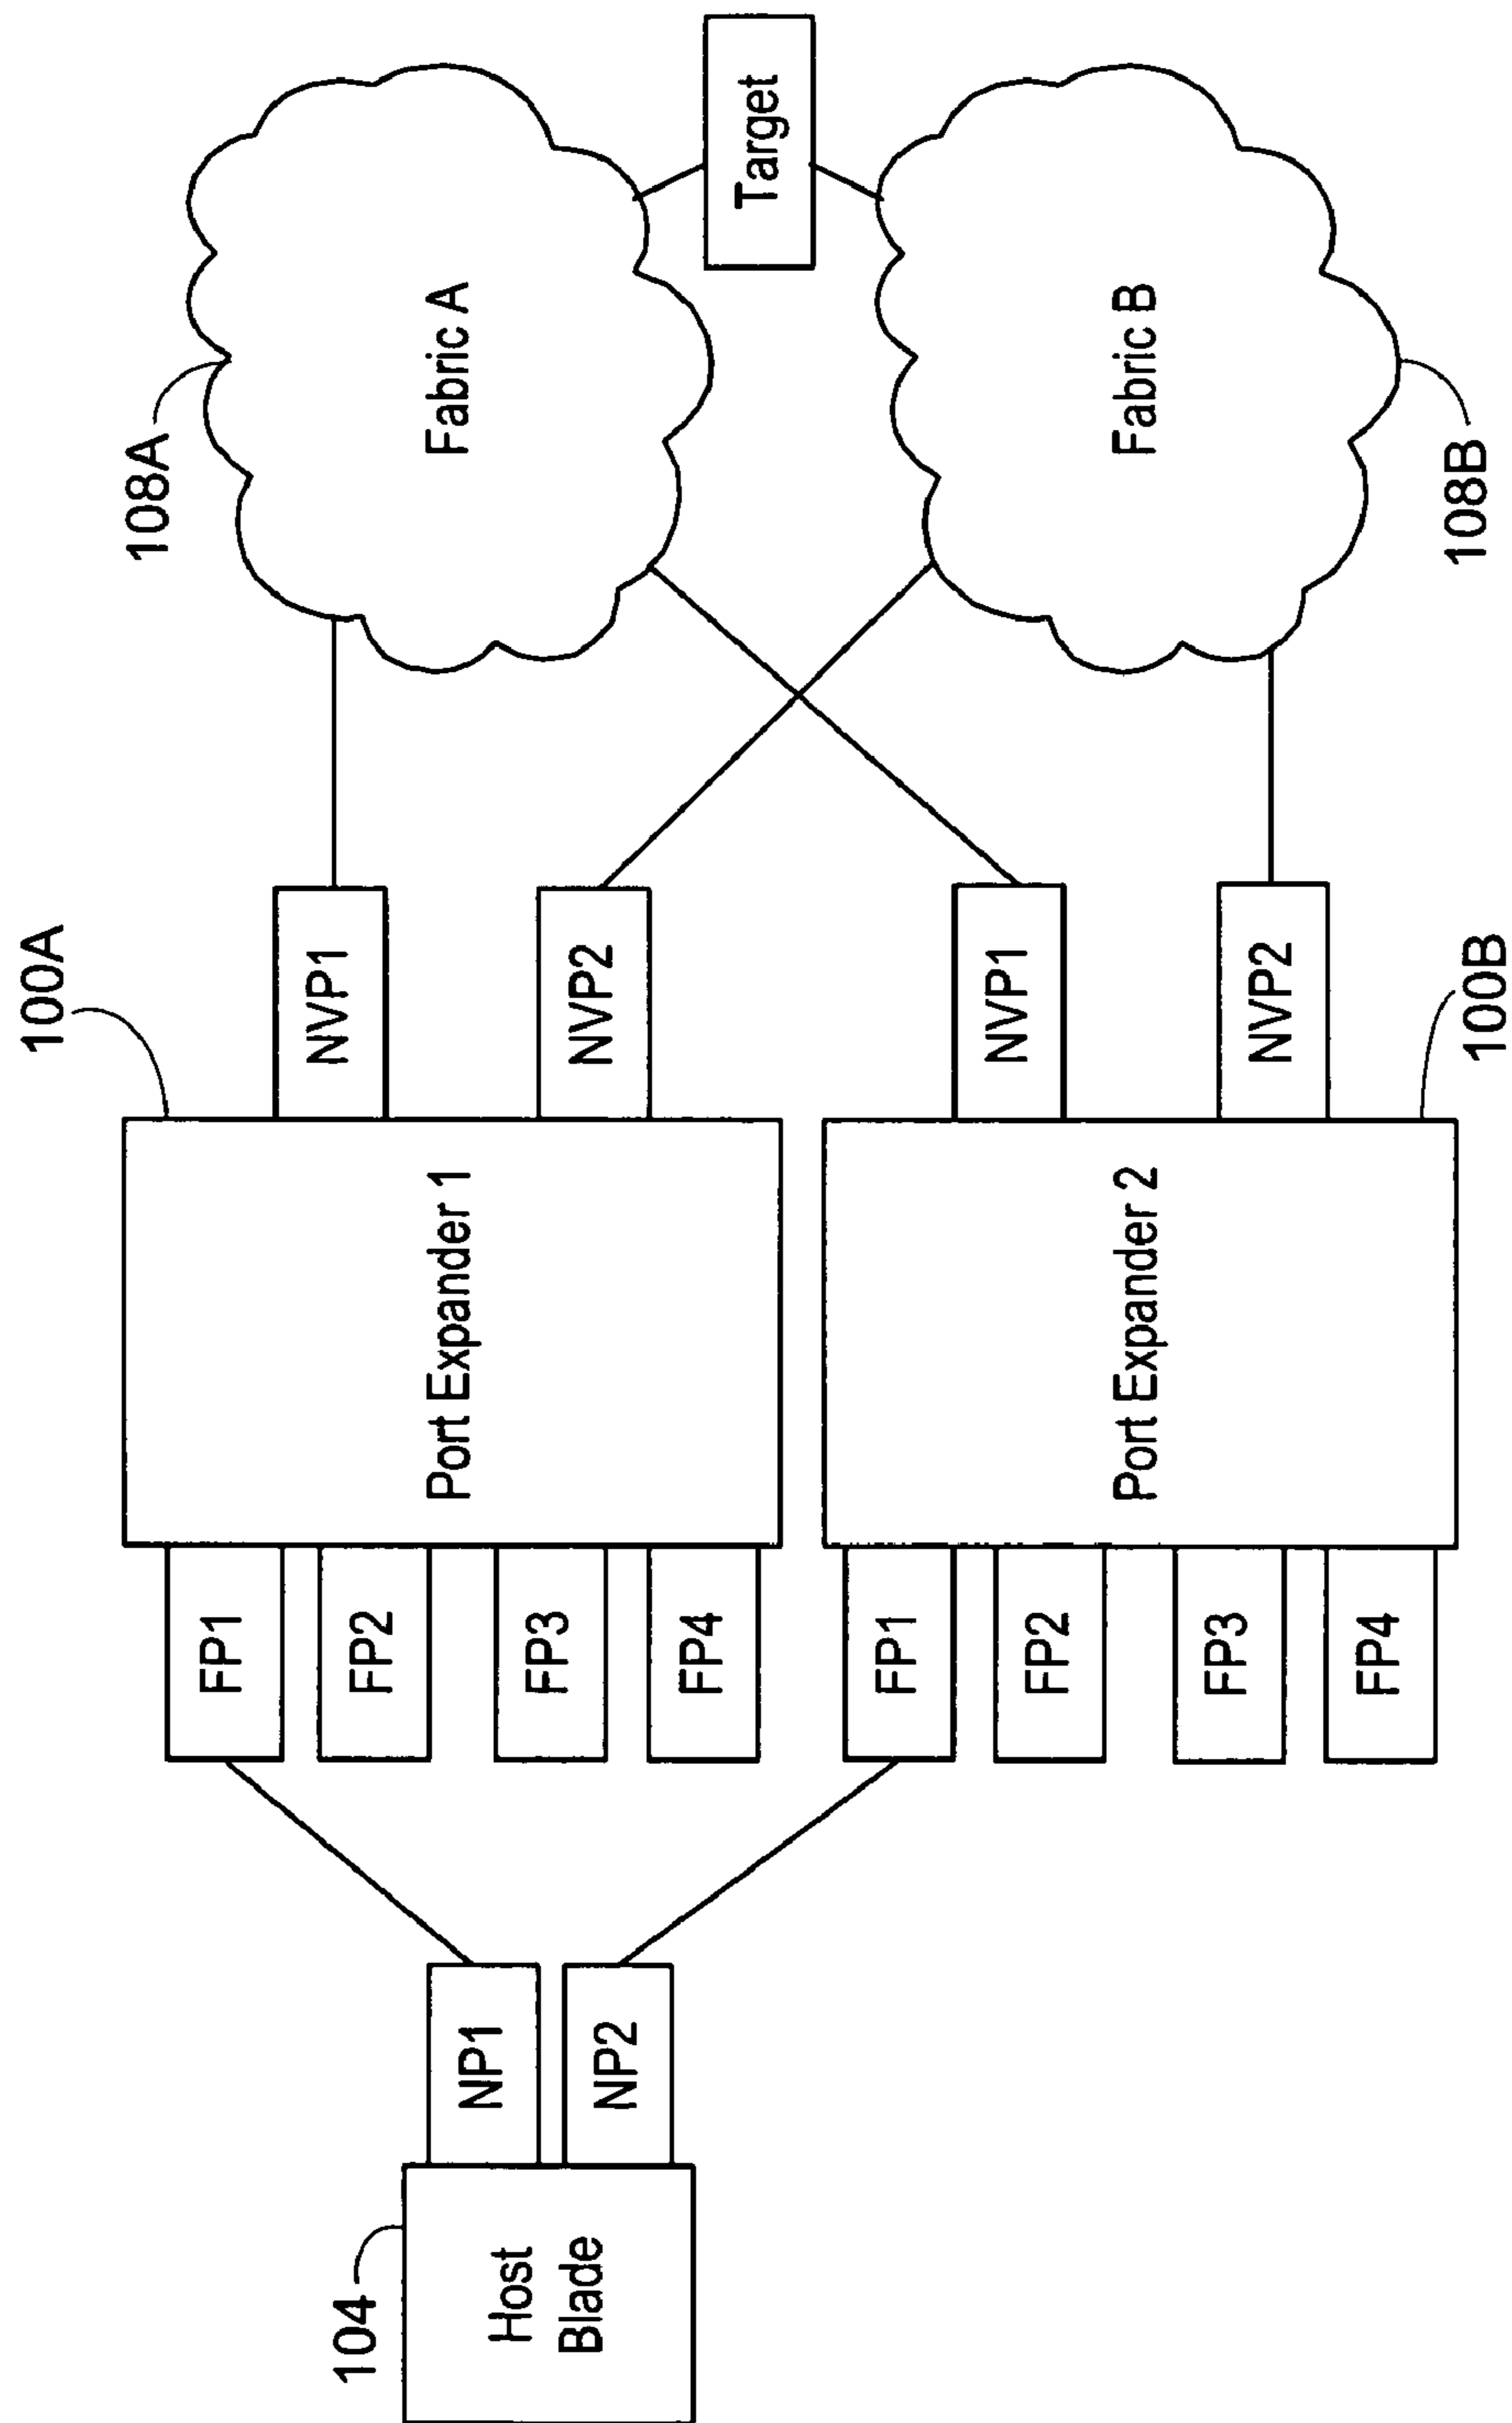 104
Host
Blade
NP1
NP2
FP1
FP2
FP3
FP4
FP1
FP2
FP3
FP4
100A
Port Expander 1
Port Expander 2
100B
NVP1
NVP2
NVP1
NVP2
108A
Fabric A
Fabric B
108B
Target